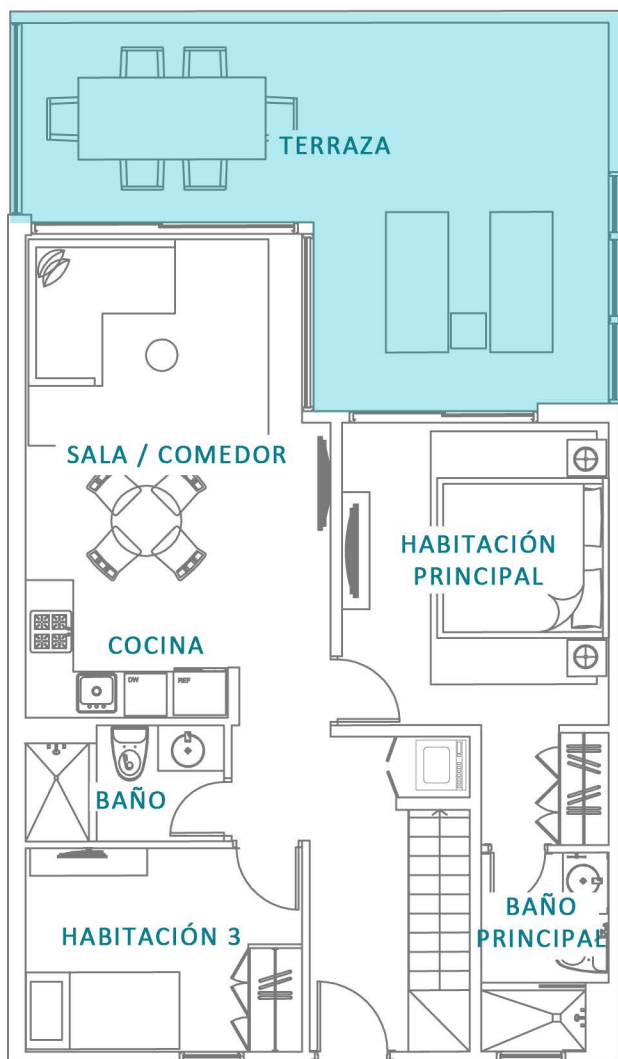 TERRAZA
SALA / COMEDOR
HABITACIÓN
PRINCIPAL
COCINA
DW
REF
BAÑO
BAÑO
PRINCIPAL
HABITACIÓN 3